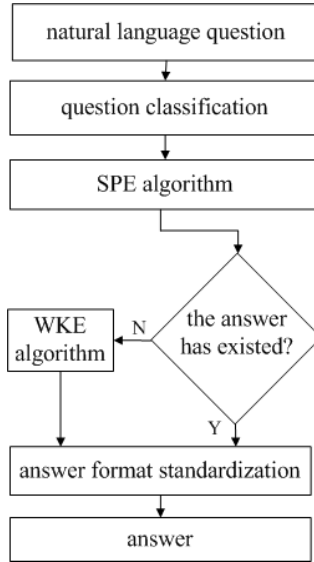 natural language question
question classification
SPE algorithm
the answer
has existed?
N
WKE
algorithm
Y
answer format standardization
answer